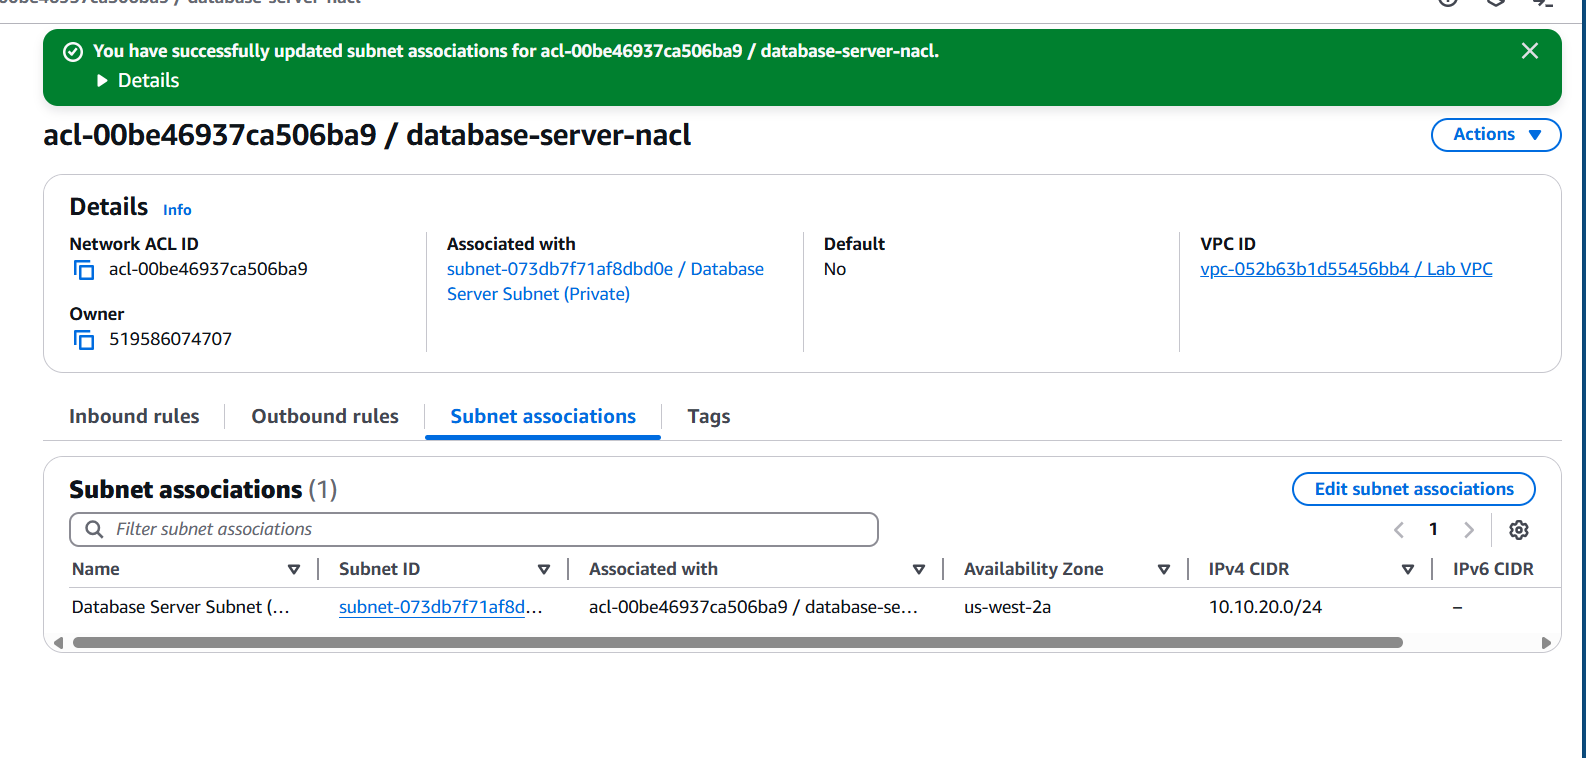 You have successfully updated subnet associations for acl-00be46937ca506ba9 / database-server-nacl.
Details
acl-00be46937ca506ba9 / database-server-nacl
Actions
Details Info
Network ACL ID
acl-00be46937ca506ba9
Owner
519586074707
Associated with
subnet-073db7f71af8dbd0e / Database
Server Subnet (Private)
Default
No
VPC ID
vpc-052b63b1d55456bb4 / Lab VPC
Inbound rules Outbound rules Subnet associations Tags
Subnet associations (1)
Edit subnet associations
Filter subnet associations
1
Name Subnet ID Associated with Availability Zone IPv4 CIDR IPv6 CIDR
Database Server Subnet (... subnet-073db7f71af8d... acl-00be46937ca506ba9 / database-se... us-west-2a 10.10.20.0/24 –